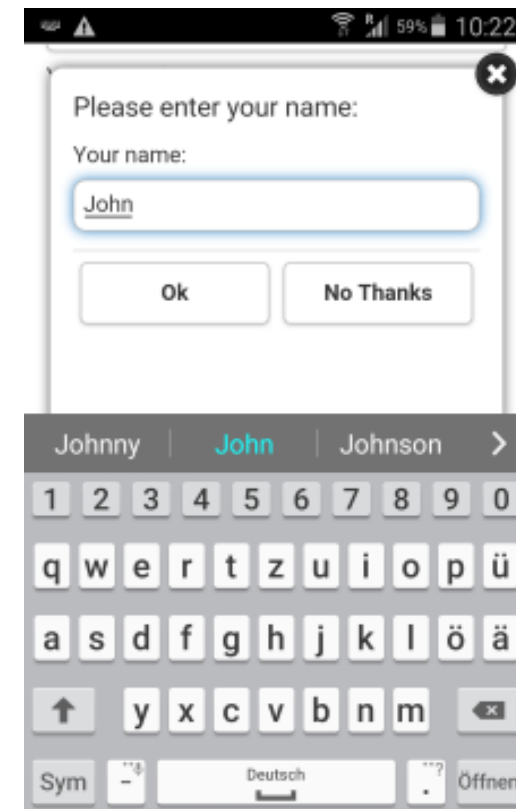 59% 10:22
Please enter your name:
Your name:
John
Ok No Thanks
Johnny John Johnson >
1 2 3 4 5 6 7 8 9 0
q w e r t z u i o p ü
a s d f g h j k l ö ä
y x c v b n m
Sym - Deutsch . ? Öffnen